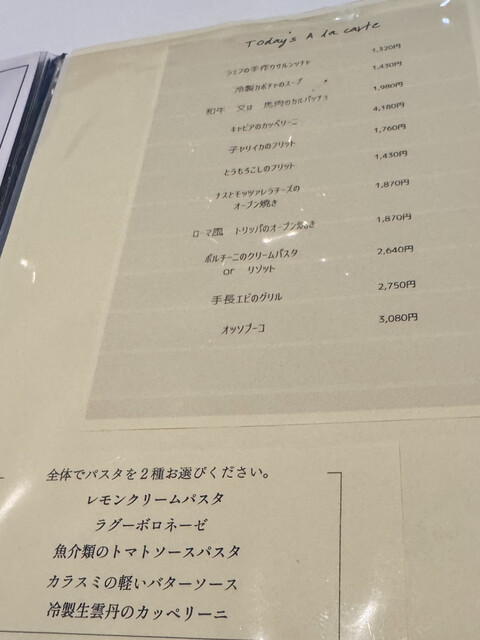 Today's A la carte
シェフの手作りサルシッチャ 1,320円
冷製カボチャのスープ 1,430円
和牛 又は 馬肉のカルパッチョ 1,980円
キャビアのカッペリーニ 4,180円
子ヤリイカのフリット 1,760円
とうもろこしのフリット 1,430円
ナスとモッツァレラチーズの
オーブン焼き 1,870円
ローマ風 トリッパのオーブン焼き 1,870円
ポルチーニのクリームパスタ 2,640円
or リゾット
手長エビのグリル 2,750円
オッソブーコ 3,080円
全体でパスタを2種お選びください。
レモンクリームパスタ
ラグーボロネーゼ
魚介類のトマトソースパスタ
カラスミの軽いバターソース
冷製生雲丹のカッペリーニ